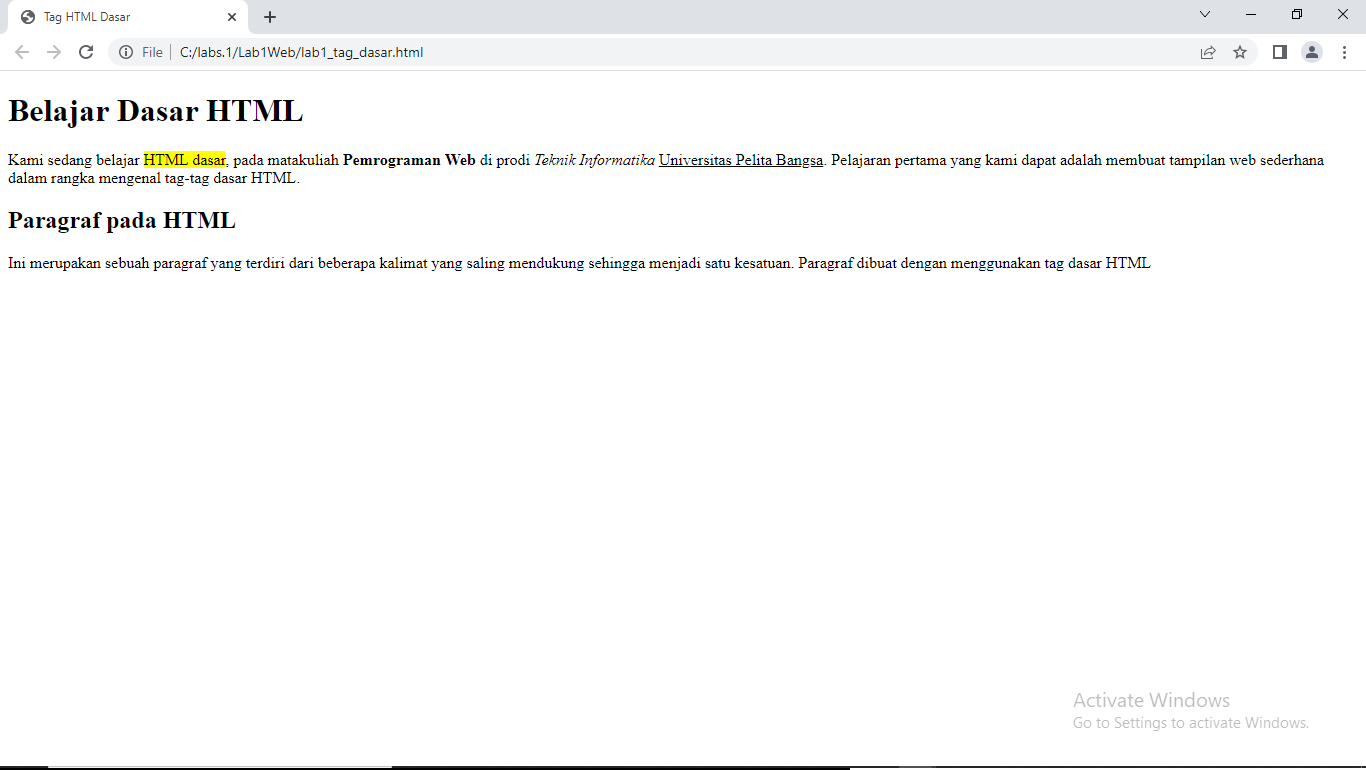 Tag HTML Dasar
File
C:/labs.1/Lab1Web/lab1_tag_dasar.html
Belajar Dasar HTML
Kami sedang belajar HTML dasar, pada matakuliah Pemrograman Web di prodi Teknik Informatika Universitas Pelita Bangsa. Pelajaran pertama yang kami dapat adalah membuat tampilan web sederhana
dalam rangka mengenal tag-tag dasar HTML.
Paragraf pada HTML
Ini merupakan sebuah paragraf yang terdiri dari beberapa kalimat yang saling mendukung sehingga menjadi satu kesatuan. Paragraf dibuat dengan menggunakan tag dasar HTML
Activate Windows
Go to Settings to activate Windows.